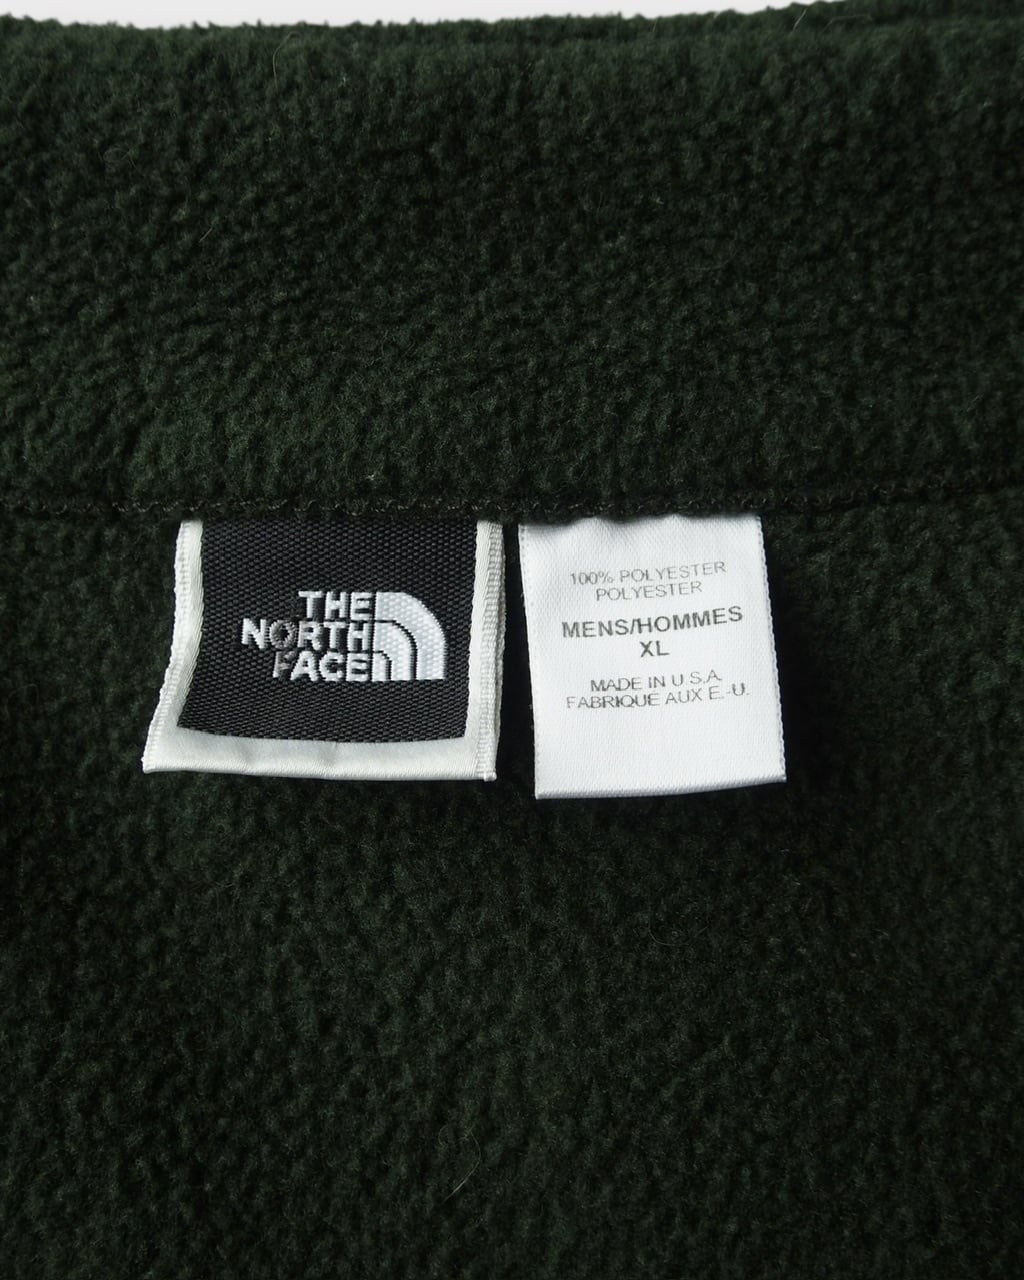 THE
NORTH
FACE
100% POLYESTER
POLYESTER
MENS/HOMMES
XL
MADE IN U.S.A.
FABRIQUE AUX E.-U.